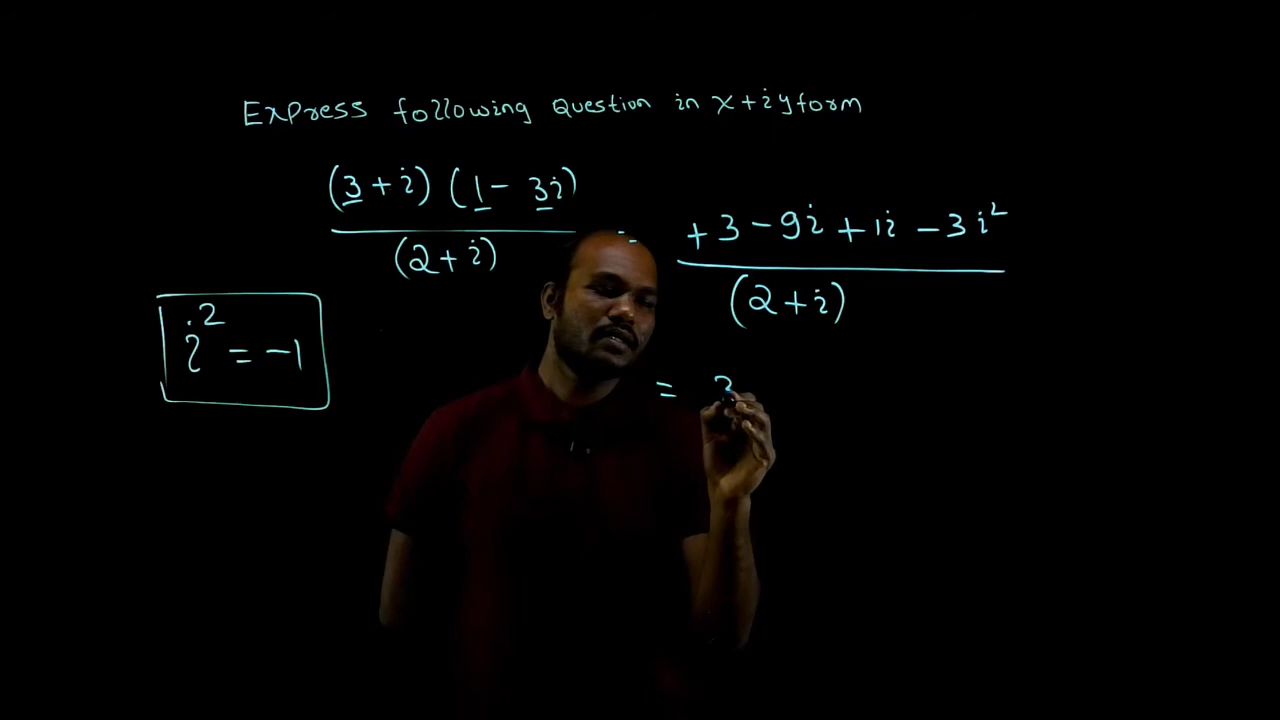 Express following Question in x+iy form
(3+i) (1-3i)
(2+i)
= +3-9i+1i-3i²
(2+i)
i² = -1
= 3